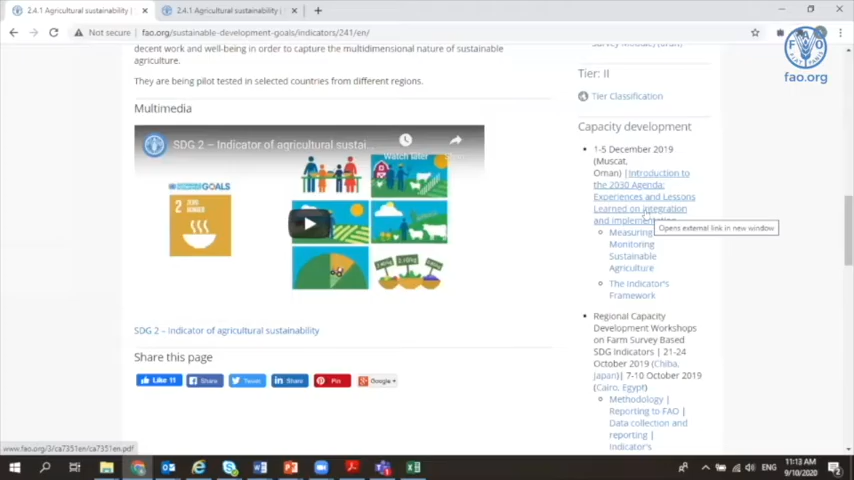 2.4.1 Agricultural sustainability |
2.4.1 Agricultural sustainability |
Not secure | fao.org/sustainable-development-goals/indicators/241/en/
decent work and well-being in order to capture the multidimensional nature of sustainable
agriculture.
They are being pilot tested in selected countries from different regions.
Multimedia
SDG 2 – Indicator of agricultural sustai...
Watch later
GOALS
2 ZERO
HUNGER
SDG 2 – Indicator of agricultural sustainability
Share this page
Like 11
Share
Tweet
Share
Pin
Google +
Tier: II
Tier Classification
Capacity development
1-5 December 2019
(Muscat,
Oman) |Introduction to
the 2030 Agenda:
Experiences and Lessons
Learned on integration
and implementation
Opens external link in new window
Measuring
Monitoring
Sustainable
Agriculture
The Indicator's
Framework
Regional Capacity
Development Workshops
on Farm Survey Based
SDG Indicators | 21-24
October 2019 (Chiba,
Japan)| 7-10 October 2019
(Cairo, Egypt)
Methodology |
Reporting to FAO |
Data collection and
reporting |
Indicator's
FAO
FIAT PANIS
fao.org
www.fao.org/3/ca7351en/ca7351en.pdf
ENG
11:13 AM
9/10/2020